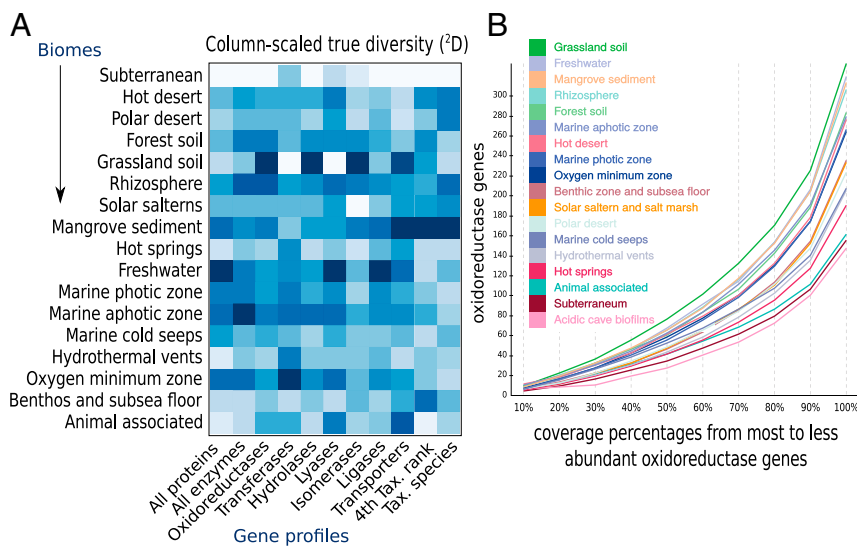 A
Biomes
Column-scaled true diversity (²D)
Subterranean
Hot desert
Polar desert
Forest soil
Grassland soil
Rhizosphere
Solar salterns
Mangrove sediment
Hot springs
Freshwater
Marine photic zone
Marine aphotic zone
Marine cold seeps
Hydrothermal vents
Oxygen minimum zone
Benthos and subsea floor
Animal associated
All proteins
All enzymes
Oxidoreductases
Transferases
Hydrolases
Lyases
Isomerases
Ligases
Transporters
4th Tax. rank
Tax. species
Gene profiles
B
Grassland soil
Freshwater
Mangrove sediment
Rhizosphere
Forest soil
Marine aphotic zone
Hot desert
Marine photic zone
Oxygen minimum zone
Benthic zone and subsea floor
Solar saltern and salt marsh
Polar desert
Marine cold seeps
Hydrothermal vents
Hot springs
Animal associated
Subterraneum
Acidic cave biofilms
oxidoreductase genes
300
280
260
240
220
200
180
160
140
120
100
80
60
40
20
0
10% 20% 30% 40% 50% 60% 70% 80% 90% 100%
coverage percentages from most to less
abundant oxidoreductase genes